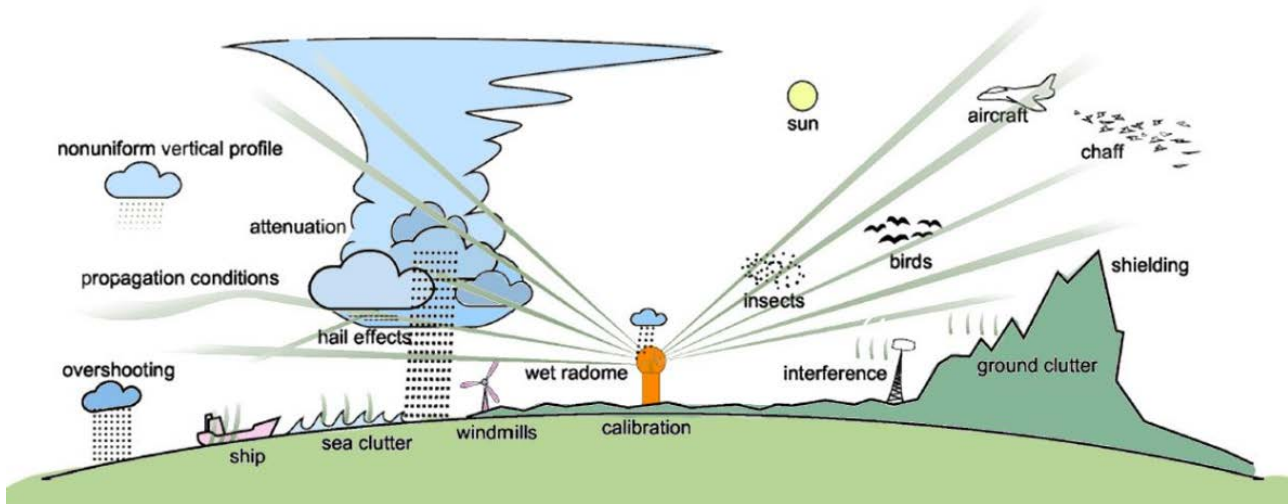 sun
aircraft
chaff
nonuniform vertical profile
attenuation
birds
shielding
propagation conditions
insects
hail effects
overshooting
wet radome
interference
ground clutter
ship
sea clutter
windmills
calibration